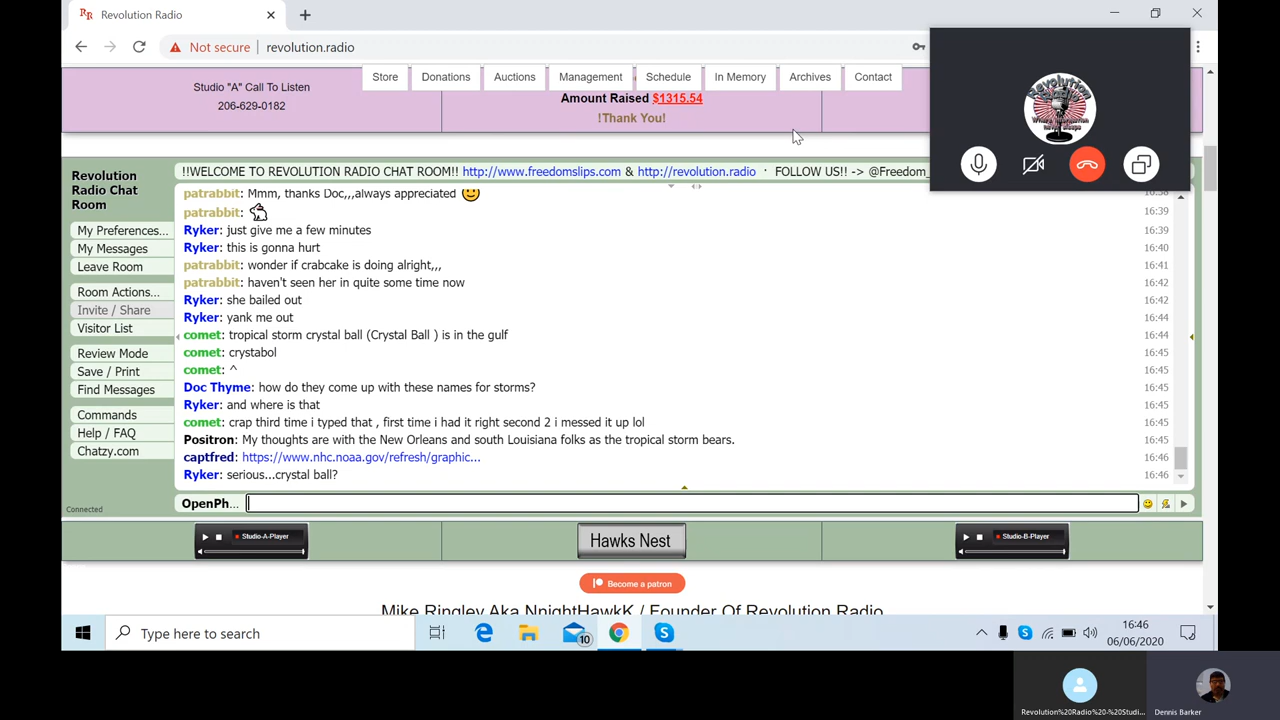 Revolution Radio
Not secure | revolution.radio
Studio "A" Call To Listen
206-629-0182
Store
Donations
Auctions
Management
Schedule
In Memory
Archives
Contact
Amount Raised $1315.54
!Thank You!
Revolution
Radio Chat
Room
My Preferences...
My Messages
Leave Room
Room Actions...
Invite / Share
Visitor List
Review Mode
Save / Print
Find Messages
Commands
Help / FAQ
Chatzy.com
Connected
!!WELCOME TO REVOLUTION RADIO CHAT ROOM!! http://www.freedomslips.com & http://revolution.radio · FOLLOW US!! -> @Freedom_
patrabbit: Mmm, thanks Doc,,,always appreciated 16:38
patrabbit: 16:39
Ryker: just give me a few minutes 16:39
Ryker: this is gonna hurt 16:40
patrabbit: wonder if crabcake is doing alright,,, 16:41
patrabbit: haven't seen her in quite some time now 16:42
Ryker: she bailed out 16:42
Ryker: yank me out 16:44
comet: tropical storm crystal ball (Crystal Ball ) is in the gulf 16:44
comet: crystabol 16:45
comet: ^ 16:45
Doc Thyme: how do they come up with these names for storms? 16:45
Ryker: and where is that 16:45
comet: crap third time i typed that , first time i had it right second 2 i messed it up lol 16:45
Positron: My thoughts are with the New Orleans and south Louisiana folks as the tropical storm bears. 16:45
captfred: https://www.nhc.noaa.gov/refresh/graphic... 16:46
Ryker: serious...crystal ball? 16:46
OpenPh...
Studio-A-Player
Hawks Nest
Studio-B-Player
Become a patron
Mike Ringley Aka NnightHawkK / Founder Of Revolution Radio
Type here to search
10
16:46
06/06/2020
Revolution%20Radio%20-%20Studi...
Dennis Barker